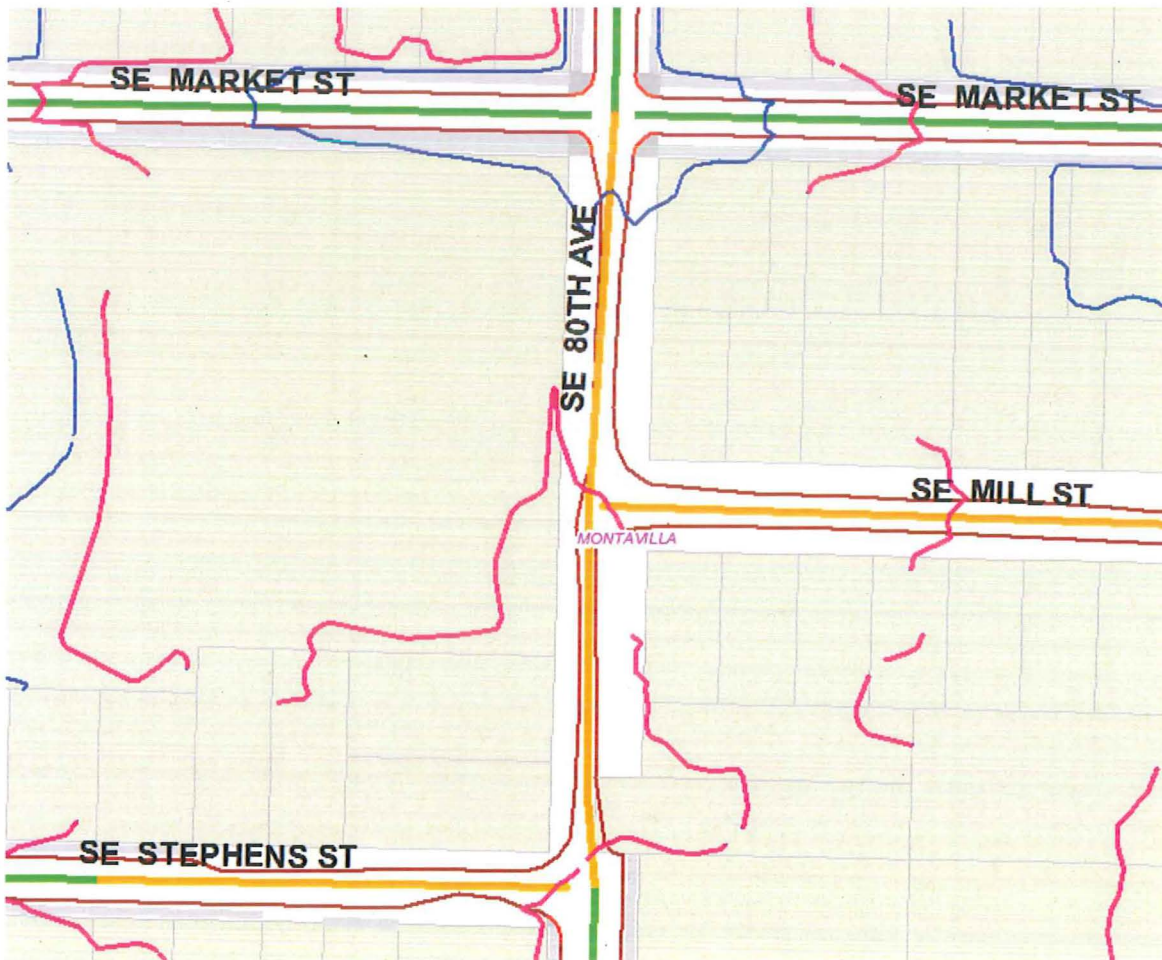 SE MARKET ST
SE MARKET ST
SE 80TH AVE
SE MILL ST
MONTAVILLA
SE STEPHENS ST